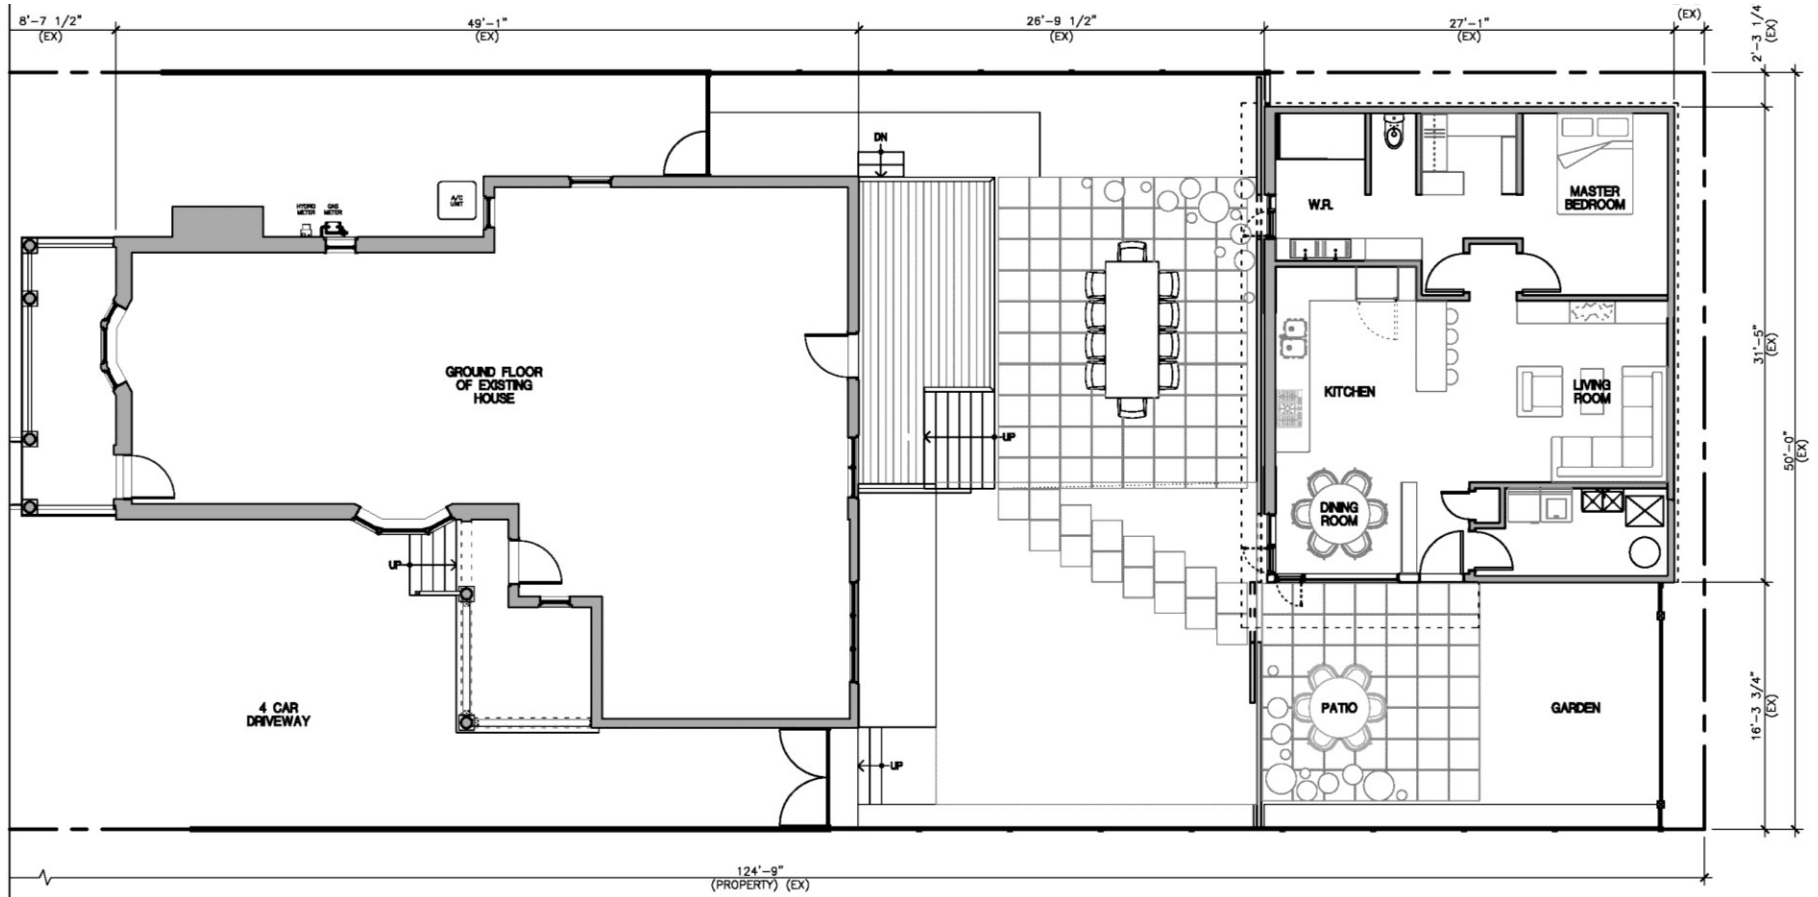 8'-7 1/2"
(EX)
49'-1"
(EX)
26'-9 1/2"
(EX)
27'-1"
(EX)
(EX)
2'-3 1/4
(EX)
DN
A/C
UNIT
HYDRO
METER
GAS
METER
W.R.
MASTER
BEDROOM
GROUND FLOOR
OF EXISTING
HOUSE
KITCHEN
LIVING
ROOM
31'-5"
(EX)
50'-0"
(EX)
UP
DINING
ROOM
UP
4 CAR
DRIVEWAY
PATIO
GARDEN
16'-3 3/4"
(EX)
UP
124'-9"
(PROPERTY) (EX)